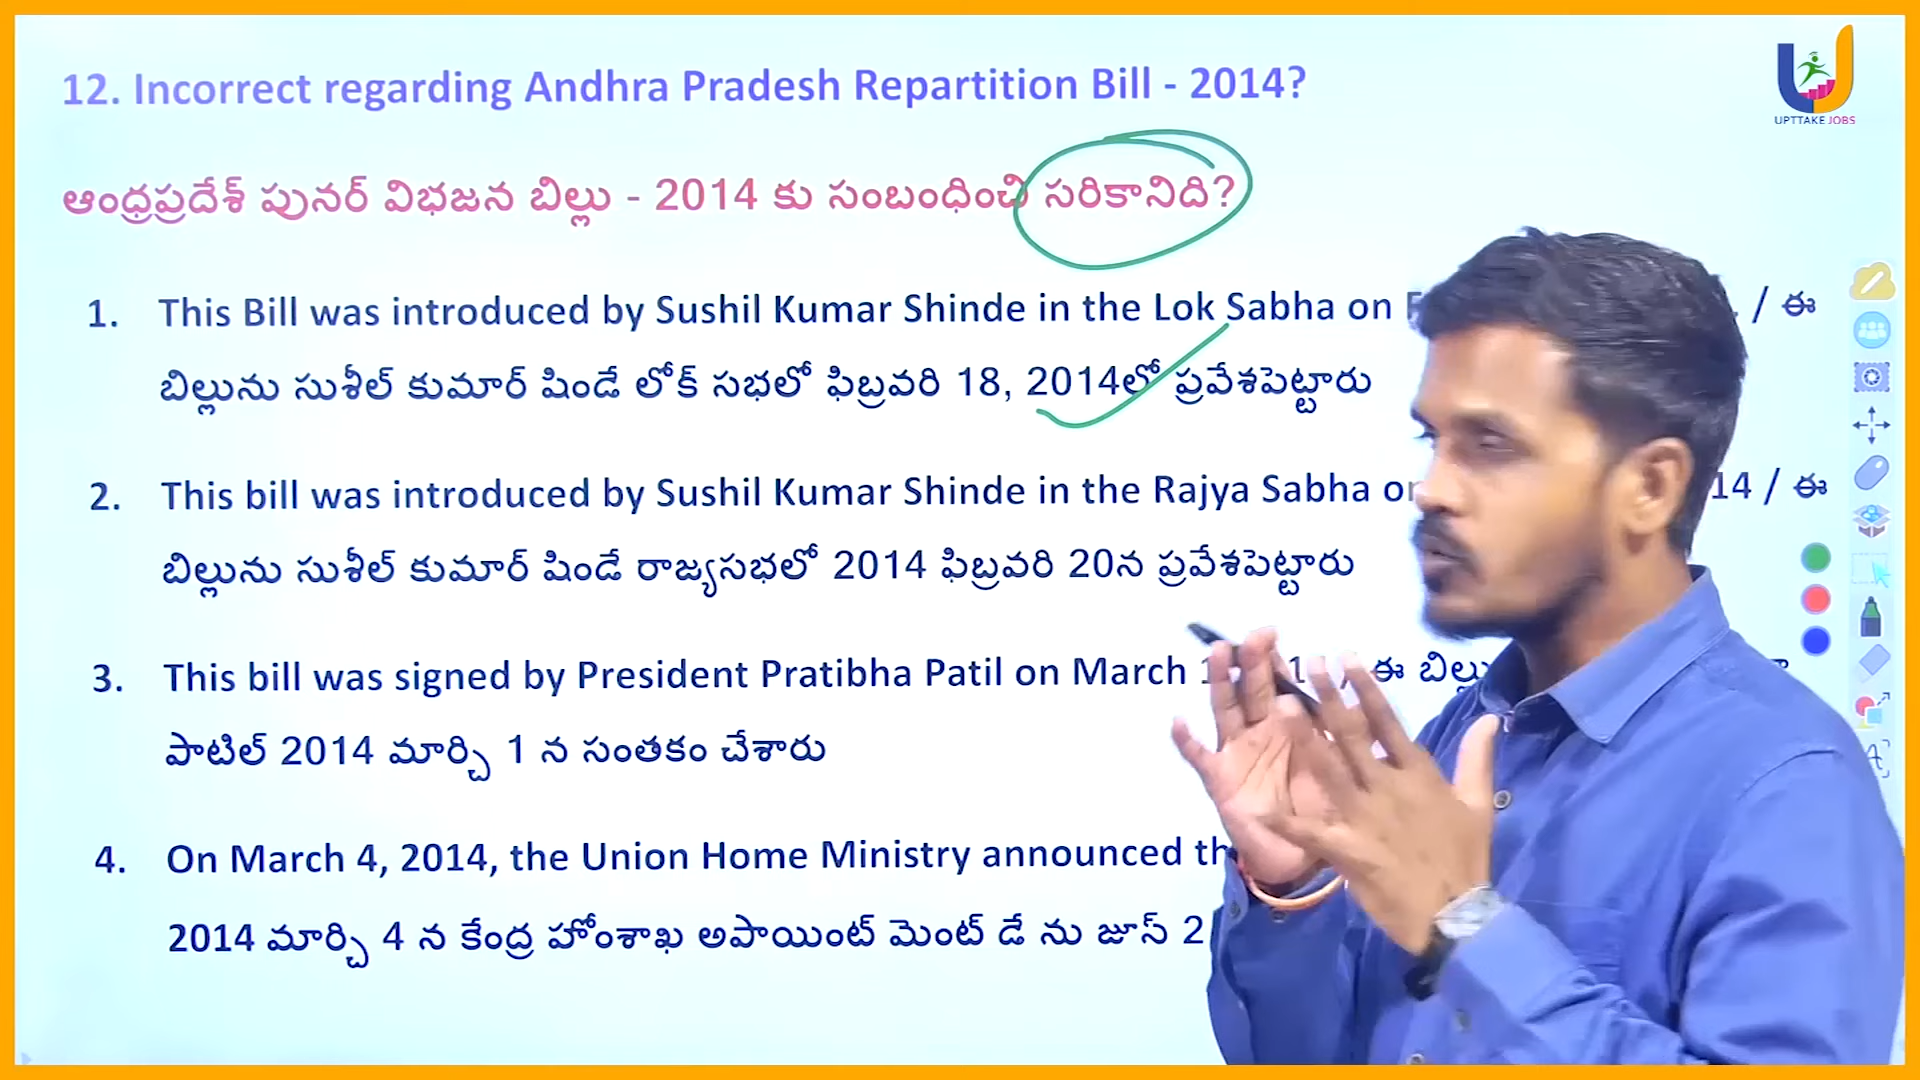 12. Incorrect regarding Andhra Pradesh Repartition Bill - 2014?
UPTTAKE JOBS
ఆంధ్రప్రదేశ్ పునర్ విభజన బిల్లు - 2014 కు సంబంధించి సరికానిది?
1. This Bill was introduced by Sushil Kumar Shinde in the Lok Sabha on / ఈ
బిల్లును సుశీల్ కుమార్ షిండే లోక్ సభలో ఫిబ్రవరి 18, 2014లో ప్రవేశపెట్టారు
2. This bill was introduced by Sushil Kumar Shinde in the Rajya Sabha on 14 / ఈ
బిల్లును సుశీల్ కుమార్ షిండే రాజ్యసభలో 2014 ఫిబ్రవరి 20న ప్రవేశపెట్టారు
3. This bill was signed by President Pratibha Patil on March ఈ బిల్లు
పాటిల్ 2014 మార్చి 1 న సంతకం చేశారు
4. On March 4, 2014, the Union Home Ministry announced
2014 మార్చి 4 న కేంద్ర హోంశాఖ అపాయింట్ మెంట్ డే ను జూస్ 2